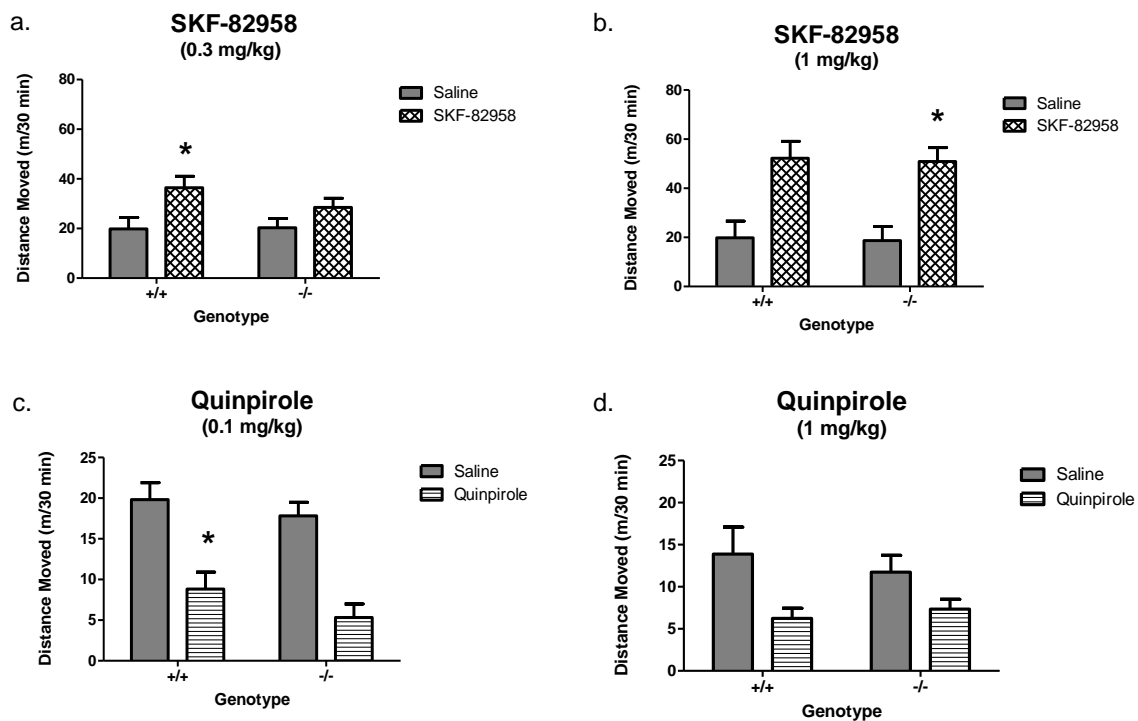 a.
SKF-82958
(0.3 mg/kg)
Distance Moved (m/30 min)
80
60
40
20
0
*
Saline
SKF-82958
+/+
-/-
Genotype
b.
SKF-82958
(1 mg/kg)
Distance Moved (m/30 min)
80
60
40
20
0
*
Saline
SKF-82958
+/+
-/-
Genotype
c.
Quinpirole
(0.1 mg/kg)
Distance Moved (m/30 min)
25
20
15
10
5
0
*
Saline
Quinpirole
+/+
-/-
Genotype
d.
Quinpirole
(1 mg/kg)
Distance Moved (m/30 min)
25
20
15
10
5
0
Saline
Quinpirole
+/+
-/-
Genotype